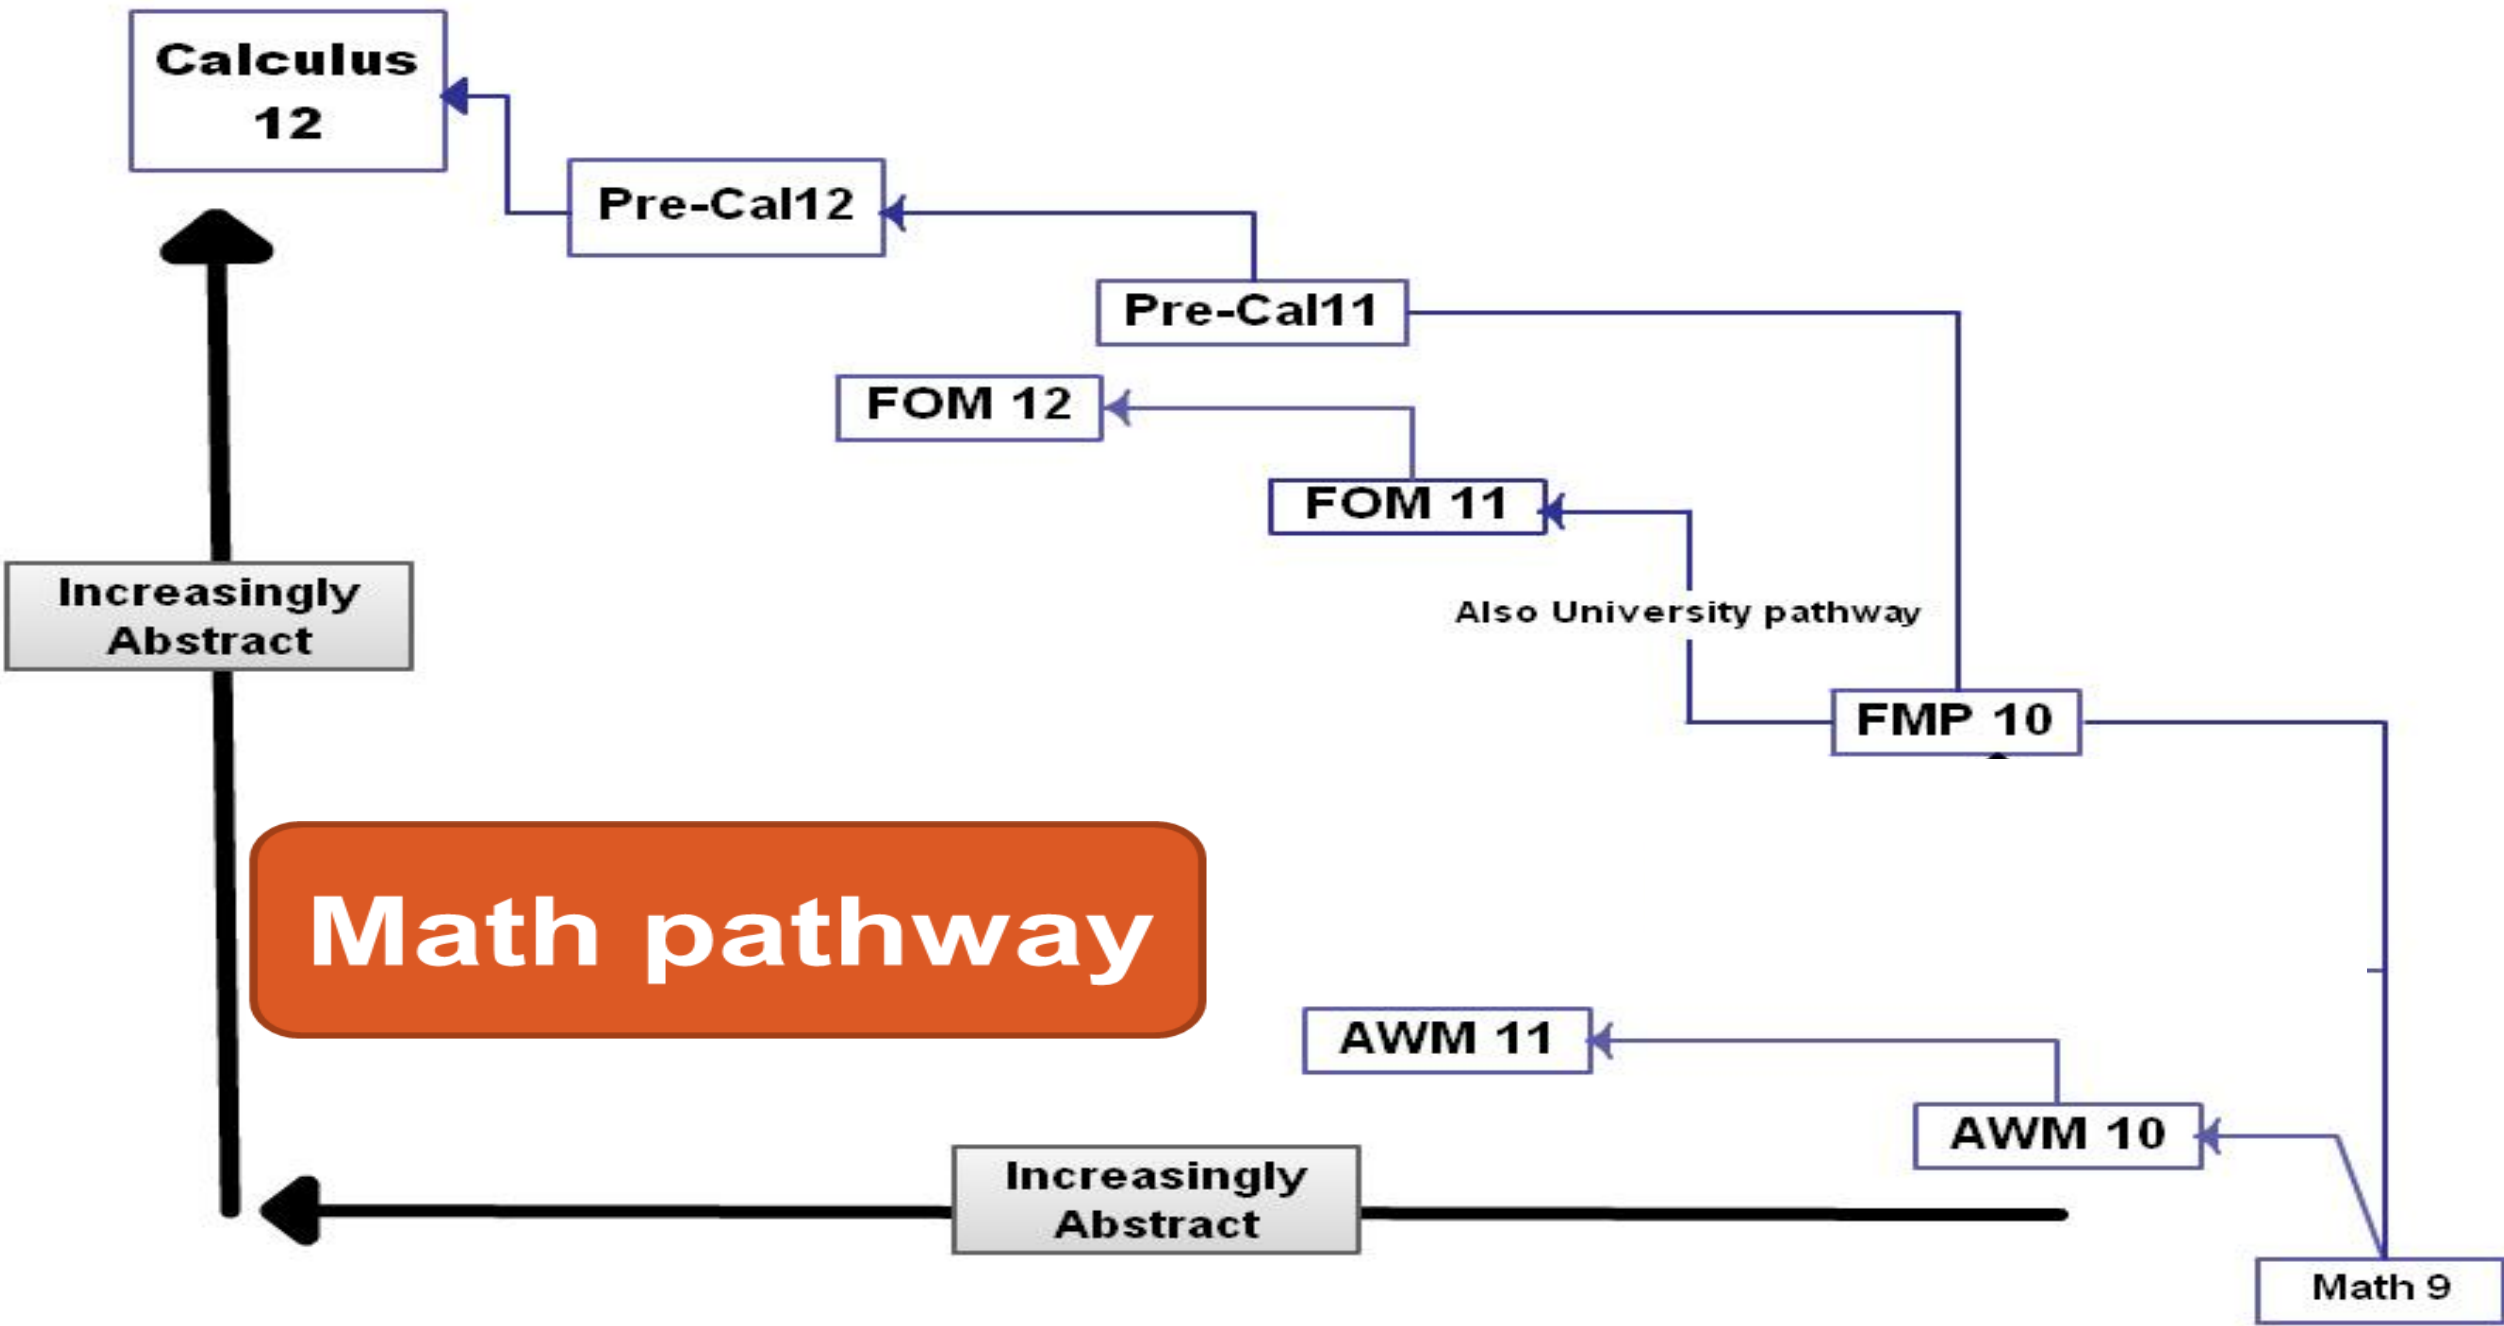 Calculus
12
Pre-Cal12
Pre-Cal11
FOM 12
FOM 11
Increasingly
Abstract
Also University pathway
FMP 10
Math pathway
AWM 11
AWM 10
Increasingly
Abstract
Math 9